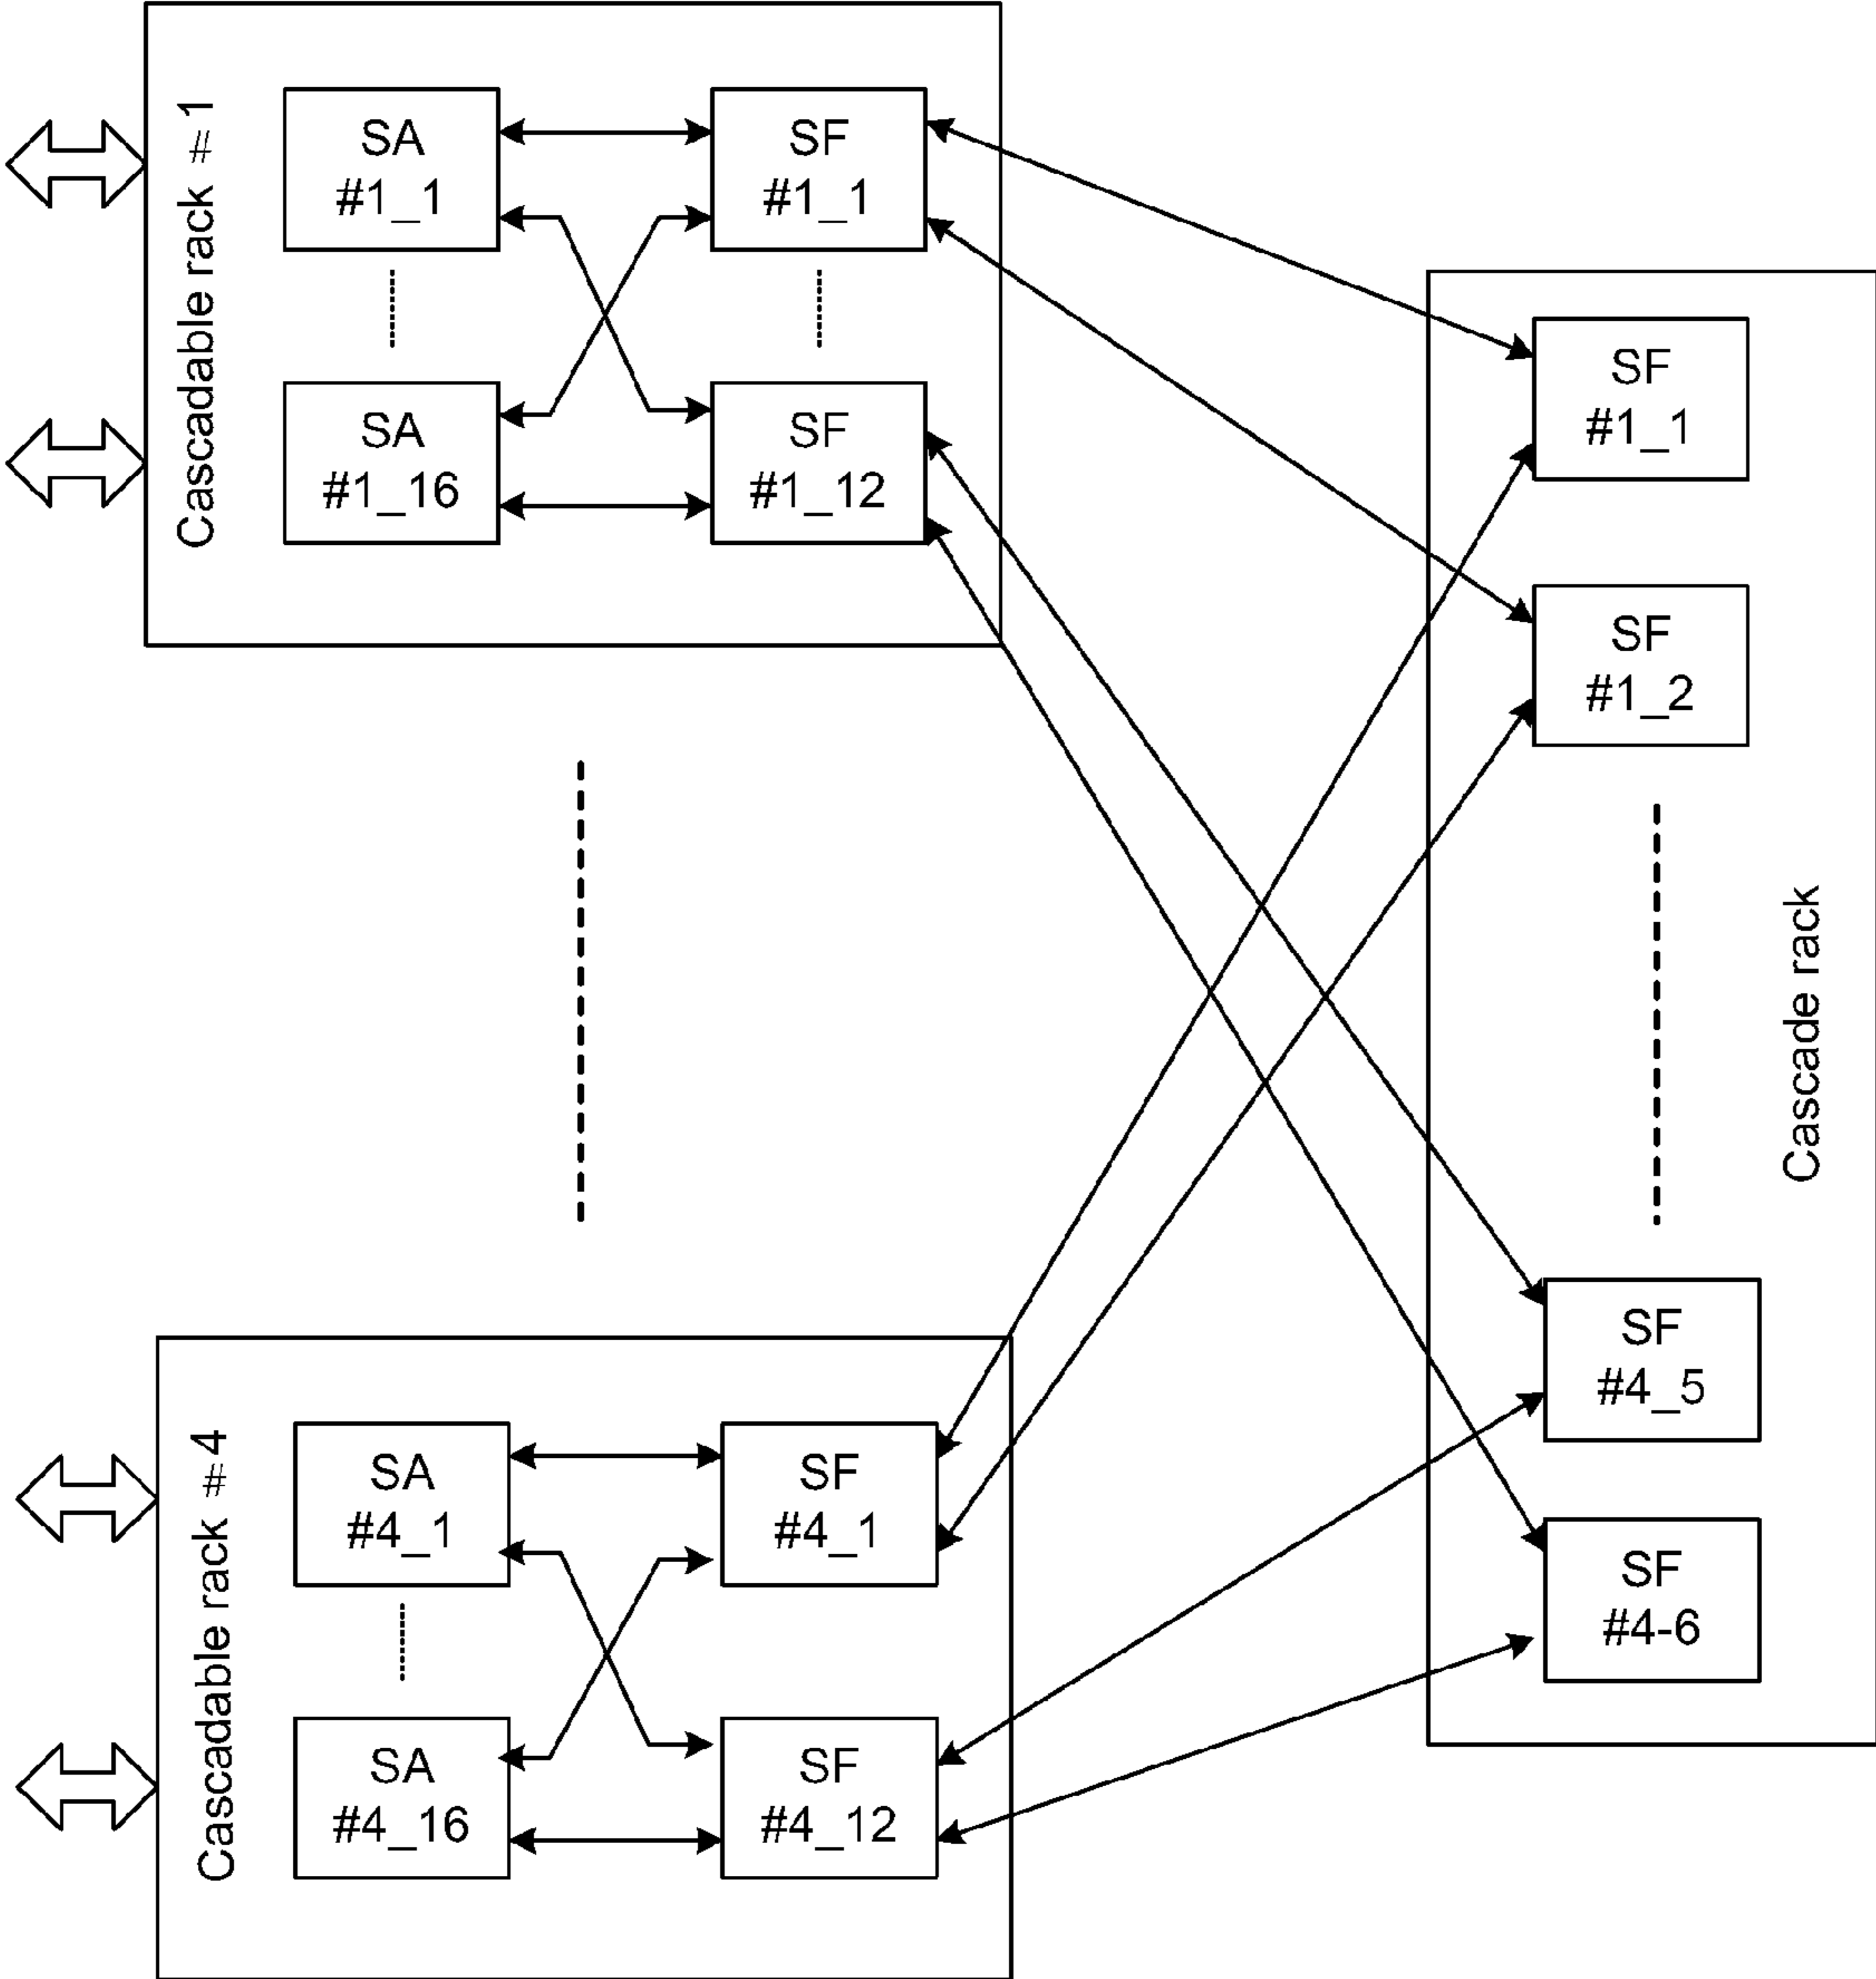 Cascadable rack #1
SA
#1_1
SF
#1_1
SA
#1_16
SF
#1_12
Cascadable rack #4
SA
#4_1
SF
#4_1
SA
#4_16
SF
#4_12
SF
#1_1
SF
#1_2
SF
#4_5
SF
#4-6
Cascade rack